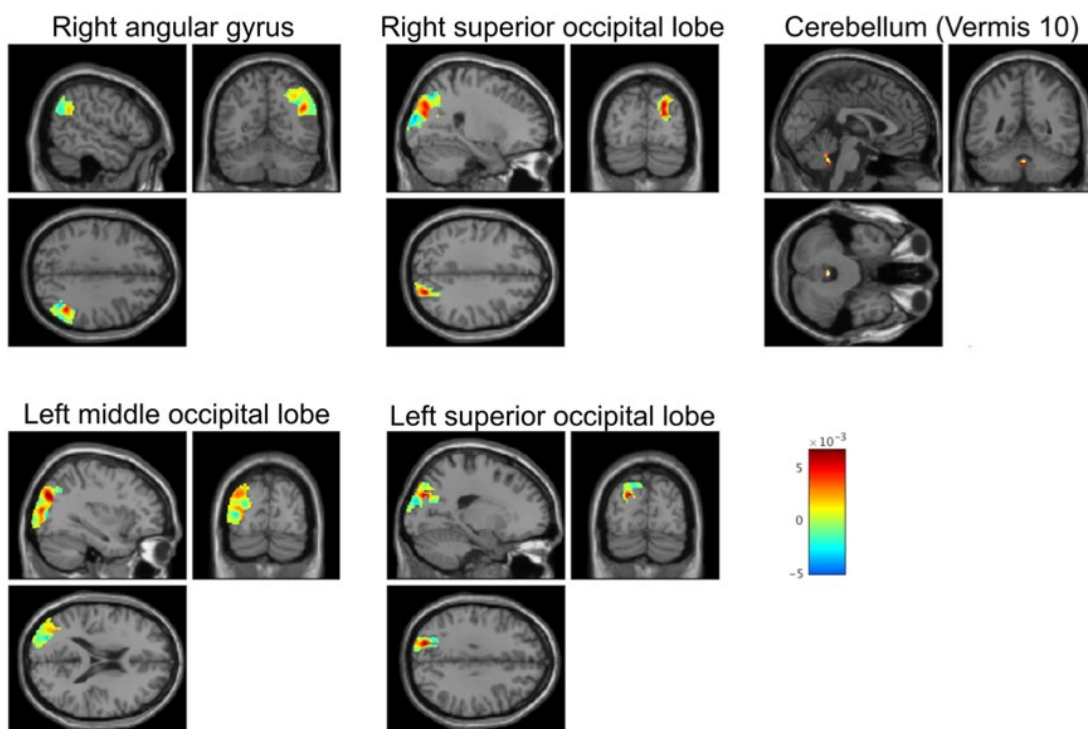 Right angular gyrus
Right superior occipital lobe
Cerebellum (Vermis 10)
Left middle occipital lobe
Left superior occipital lobe
×10⁻³
5
0
−5